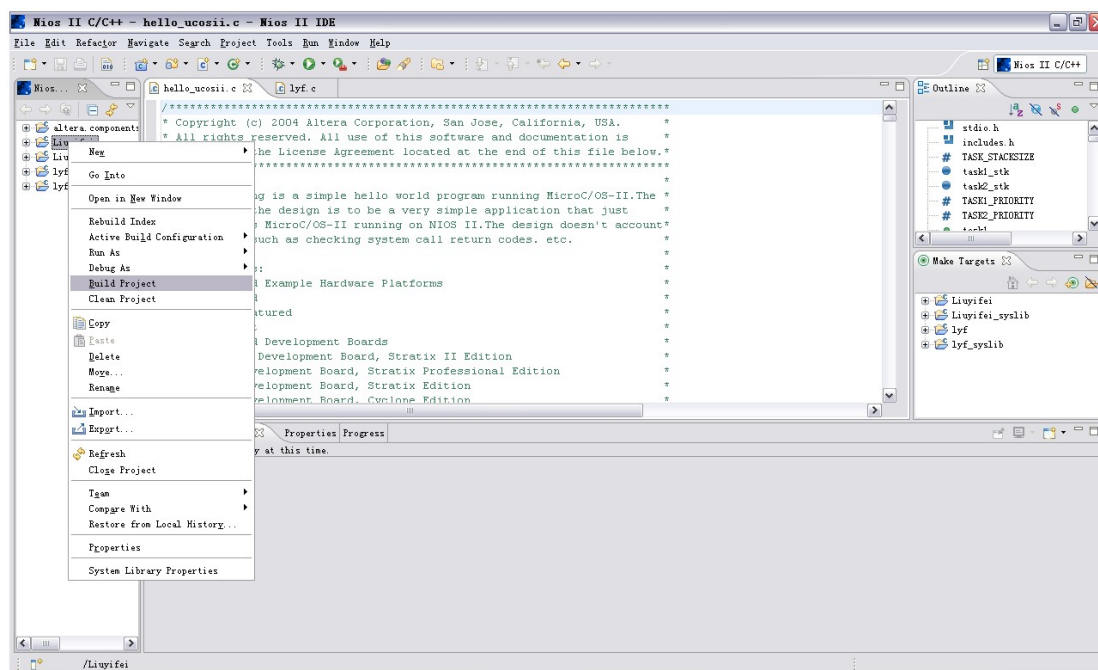 Nios II C/C++ - hello_ucosii.c - Nios II IDE
File Edit Refactor Navigate Search Project Tools Run Window Help
Nios II C/C++
Nios...
hello_ucosii.c
lyf.c
Outline
altera.components
Liu
lyf
lyf
/***************************************************************************
* Copyright (c) 2004 Altera Corporation, San Jose, California, USA. *
* All rights reserved. All use of this software and documentation is *
the License Agreement located at the end of this file below.*
*
g is a simple hello world program running MicroC/OS-II.The *
he design is to be a very simple application that just *
MicroC/OS-II running on NIOS II.The design doesn't account*
such as checking system call return codes. etc. *
*
s: *
d Example Hardware Platforms *
d *
atured *
t *
d Development Boards *
Development Board, Stratix II Edition *
velopment Board, Stratix Professional Edition *
velopment Board, Stratix Edition *
velopment Board, Cyclone Edition *
New
Go Into
Open in New Window
Rebuild Index
Active Build Configuration
Run As
Debug As
Build Project
Clean Project
Copy
Paste
Delete
Move...
Rename
Import...
Export...
Refresh
Close Project
Team
Compare With
Restore from Local History...
Properties
System Library Properties
stdio.h
includes.h
TASK_STACKSIZE
task1_stk
task2_stk
TASK1_PRIORITY
TASK2_PRIORITY
task1
Make Targets
Liuyifei
Liuyifei_syslib
lyf
lyf_syslib
Properties Progress
y at this time.
/Liuyifei